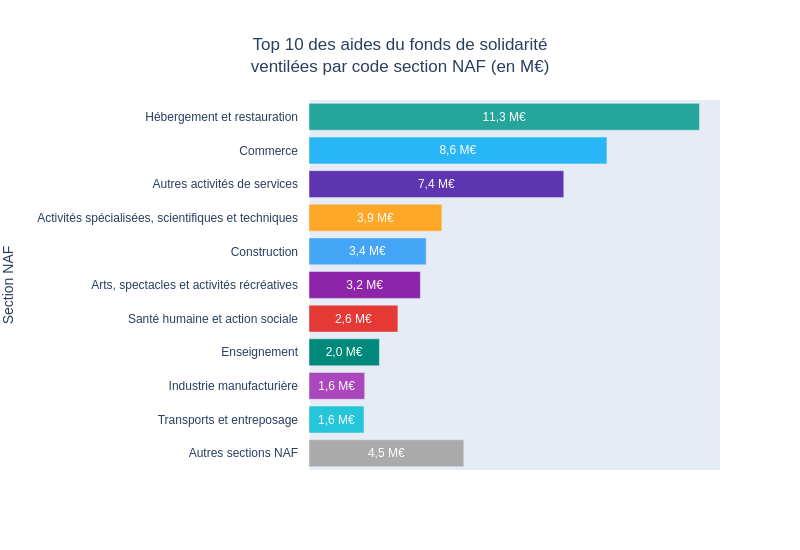 Top 10 des aides du fonds de solidarité
ventilées par code section NAF (en M€)
Section NAF
Hébergement et restauration 11,3 M€
Commerce 8,6 M€
Autres activités de services 7,4 M€
Activités spécialisées, scientifiques et techniques 3,9 M€
Construction 3,4 M€
Arts, spectacles et activités récréatives 3,2 M€
Santé humaine et action sociale 2,6 M€
Enseignement 2,0 M€
Industrie manufacturière 1,6 M€
Transports et entreposage 1,6 M€
Autres sections NAF 4,5 M€